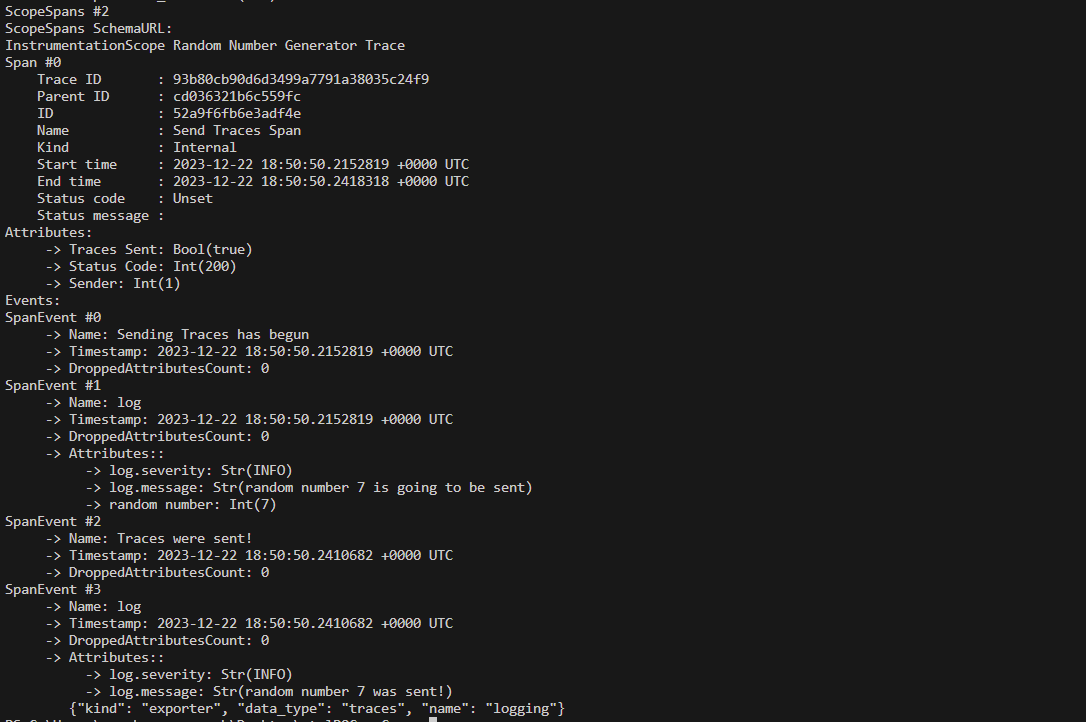 ScopeSpans #2
ScopeSpans SchemaURL:
InstrumentationScope Random Number Generator Trace
Span #0
    Trace ID       : 93b80cb90d6d3499a7791a38035c24f9
    Parent ID      : cd036321b6c559fc
    ID             : 52a9f6fb6e3adf4e
    Name           : Send Traces Span
    Kind           : Internal
    Start time     : 2023-12-22 18:50:50.2152819 +0000 UTC
    End time       : 2023-12-22 18:50:50.2418318 +0000 UTC
    Status code    : Unset
    Status message :
Attributes:
     -> Traces Sent: Bool(true)
     -> Status Code: Int(200)
     -> Sender: Int(1)
Events:
SpanEvent #0
     -> Name: Sending Traces has begun
     -> Timestamp: 2023-12-22 18:50:50.2152819 +0000 UTC
     -> DroppedAttributesCount: 0
SpanEvent #1
     -> Name: log
     -> Timestamp: 2023-12-22 18:50:50.2152819 +0000 UTC
     -> DroppedAttributesCount: 0
     -> Attributes::
          -> log.severity: Str(INFO)
          -> log.message: Str(random number 7 is going to be sent)
          -> random number: Int(7)
SpanEvent #2
     -> Name: Traces were sent!
     -> Timestamp: 2023-12-22 18:50:50.2410682 +0000 UTC
     -> DroppedAttributesCount: 0
SpanEvent #3
     -> Name: log
     -> Timestamp: 2023-12-22 18:50:50.2410682 +0000 UTC
     -> DroppedAttributesCount: 0
     -> Attributes::
          -> log.severity: Str(INFO)
          -> log.message: Str(random number 7 was sent!)
        {"kind": "exporter", "data_type": "traces", "name": "logging"}